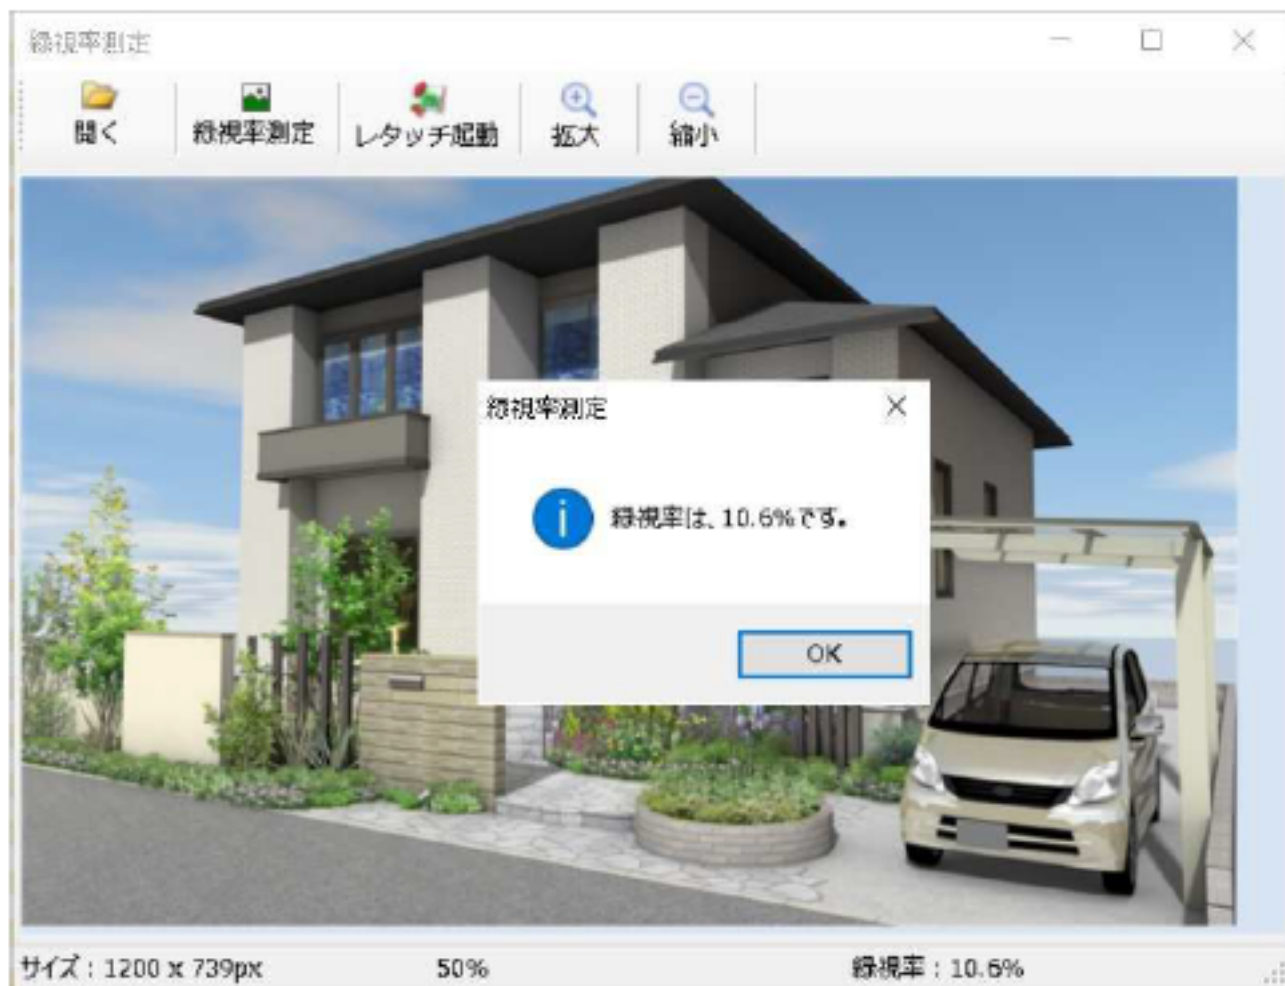 緑視率測定
開く
緑視率測定
レタッチ起動
拡大
縮小
緑視率測定
緑視率は、10.6%です。
OK
サイズ：1200 x 739px
50%
緑視率：10.6%